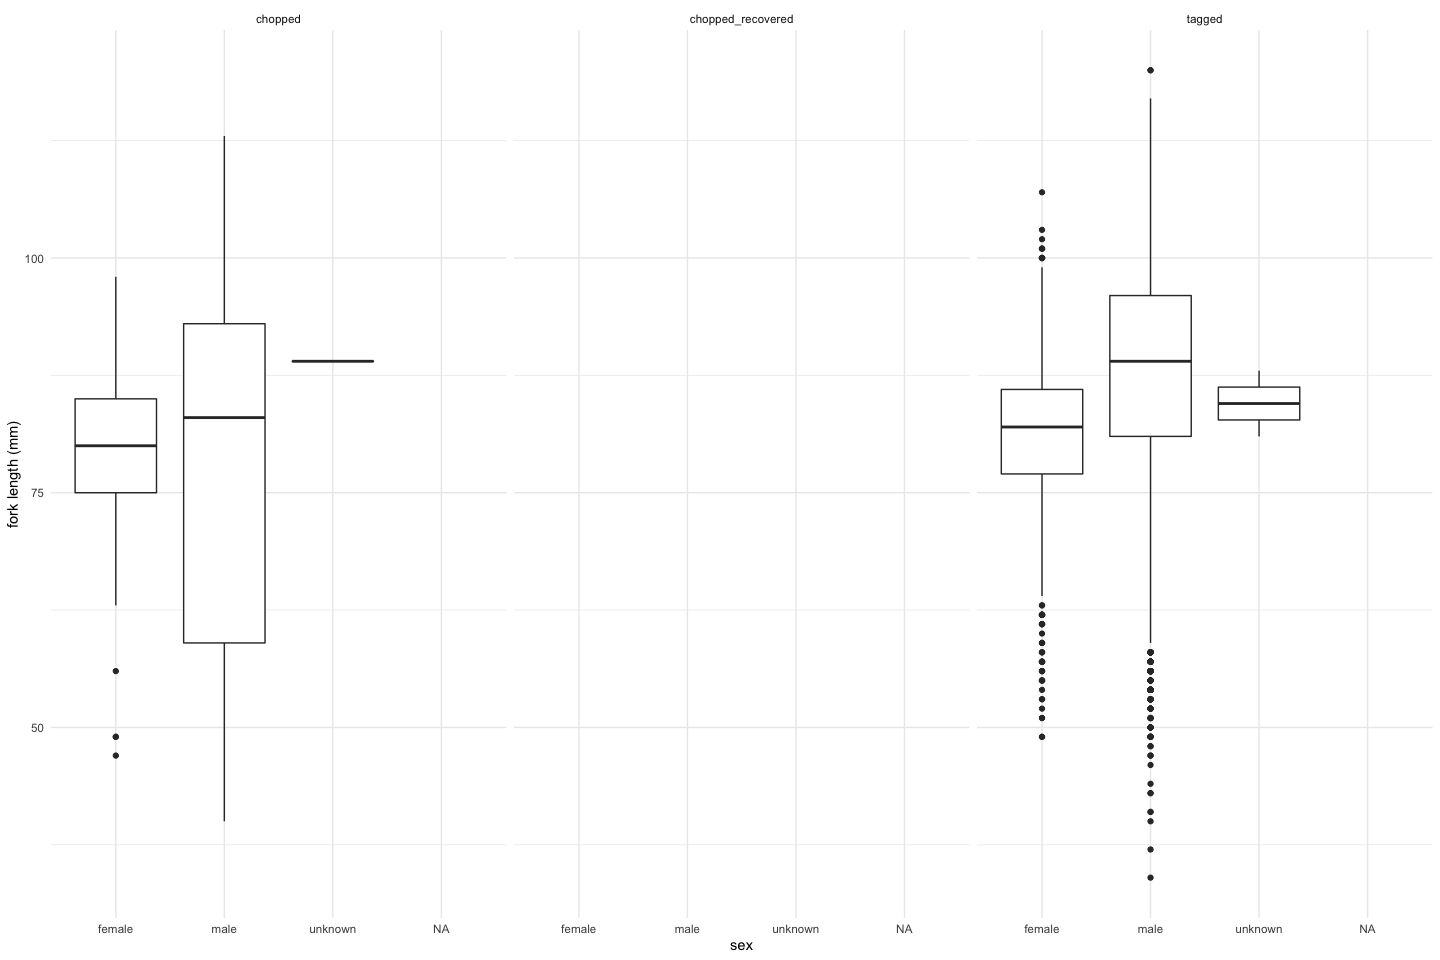 chopped chopped_recovered tagged
fork length (mm)
100
75
50
female male unknown NA female male unknown NA female male unknown NA
sex